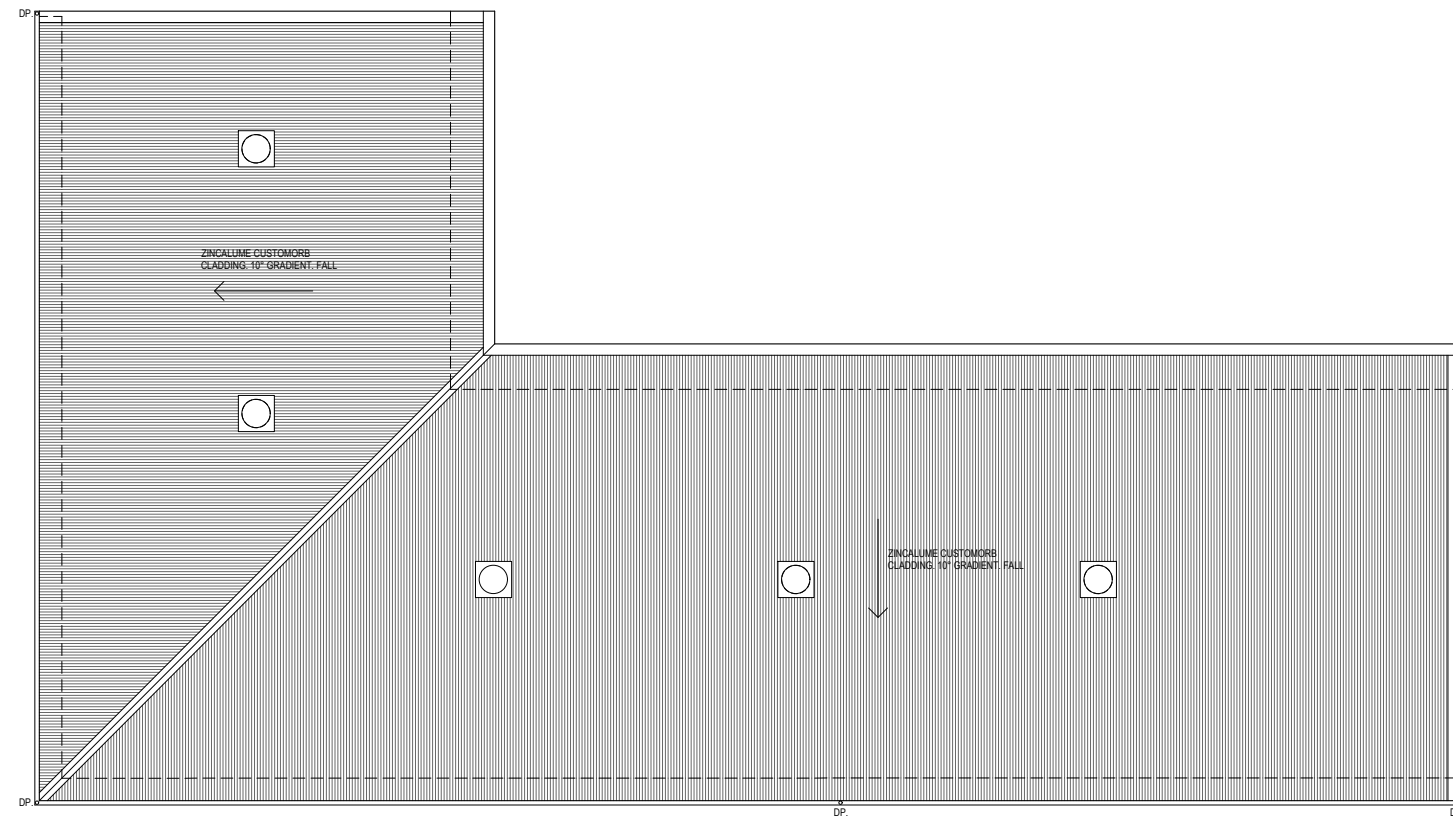 DP.
ZINCALUME CUSTOMORB
CLADDING. 10° GRADIENT. FALL
ZINCALUME CUSTOMORB
CLADDING. 10° GRADIENT. FALL
DP.
DP.